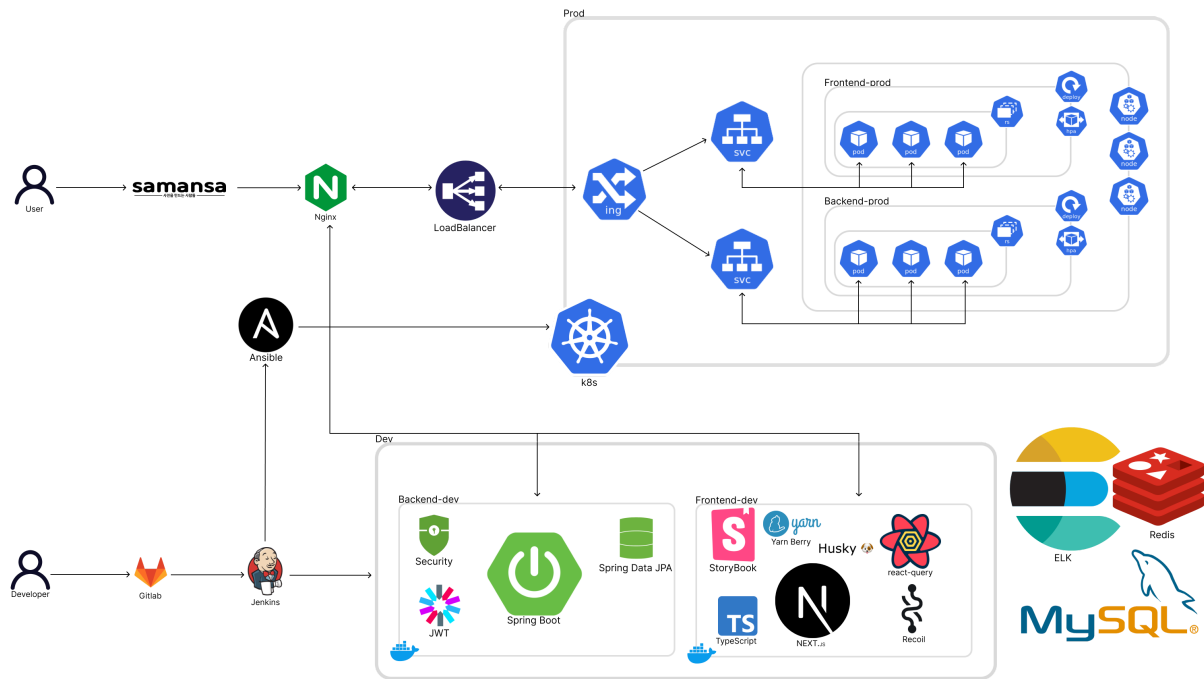 Prod
Frontend-prod
deploy
rs
hpa
node
node
node
pod
pod
pod
svc
User
samansa
Nginx
LoadBalancer
ing
Backend-prod
deploy
rs
hpa
pod
pod
pod
svc
Ansible
k8s
Dev
Backend-dev
Security
Spring Data JPA
JWT
Spring Boot
Frontend-dev
StoryBook
yarn
Yarn Berry
Husky 🐶
react-query
TS
TypeScript
NEXT.JS
Recoil
Developer
Gitlab
Jenkins
ELK
Redis
MySQL®